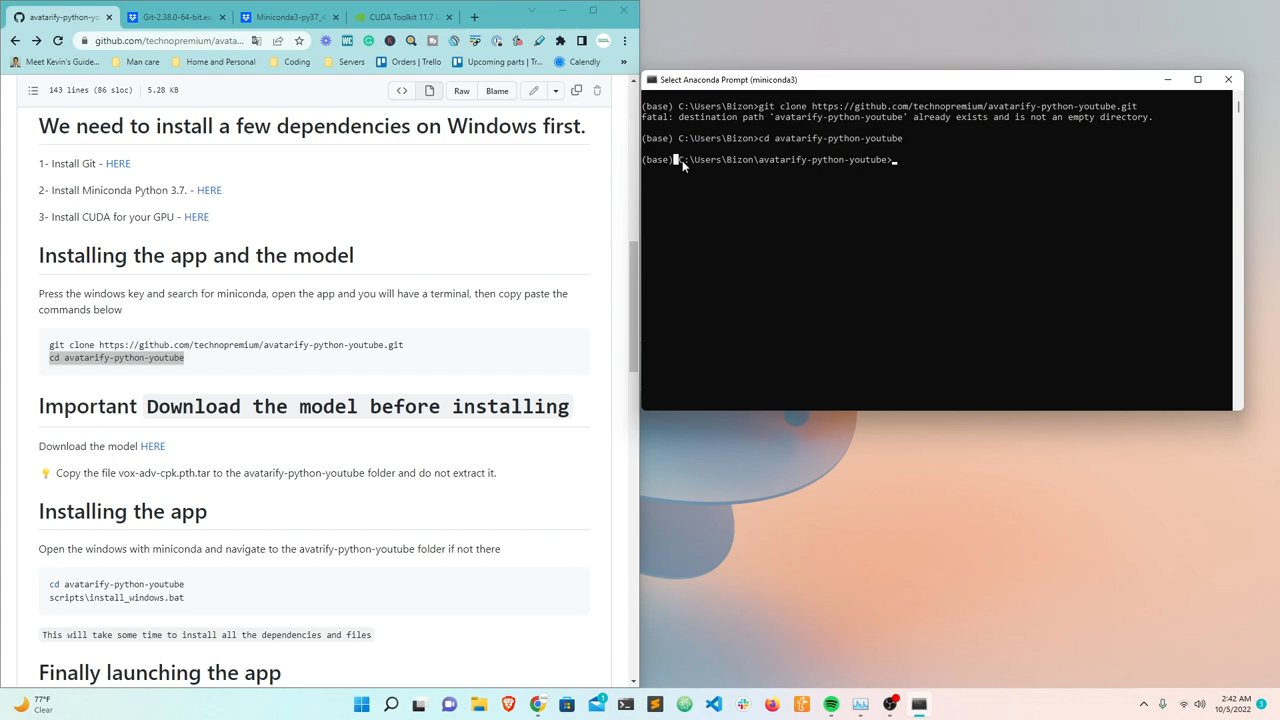 avatarify-python-yout
Git-2.38.0-64-bit.ex
Miniconda3-py37_4
CUDA Toolkit 11.7 U
github.com/technopremium/avata...
Meet Kevin's Guide...
Man care
Home and Personal
Coding
Servers
Orders | Trello
Upcoming parts | Tr...
Calendly
»
143 lines (86 sloc)
5.28 KB
Raw
Blame
We need to install a few dependencies on Windows first.
1- Install Git - HERE
2- Install Miniconda Python 3.7. - HERE
3- Install CUDA for your GPU - HERE
Installing the app and the model
Press the windows key and search for miniconda, open the app and you will have a terminal, then copy paste the
commands below
git clone https://github.com/technopremium/avatarify-python-youtube.git
cd avatarify-python-youtube
Important Download the model before installing
Download the model HERE
Copy the file vox-adv-cpk.pth.tar to the avatarify-python-youtube folder and do not extract it.
Installing the app
Open the windows with miniconda and navigate to the avatrify-python-youtube folder if not there
cd avatarify-python-youtube
scripts\install_windows.bat
This will take some time to install all the dependencies and files
Finally launching the app
Select Anaconda Prompt (miniconda3)
(base) C:\Users\Bizon>git clone https://github.com/technopremium/avatarify-python-youtube.git
fatal: destination path 'avatarify-python-youtube' already exists and is not an empty directory.
(base) C:\Users\Bizon>cd avatarify-python-youtube
(base) C:\Users\Bizon\avatarify-python-youtube>
77°F
Clear
2:42 AM
10/5/2022